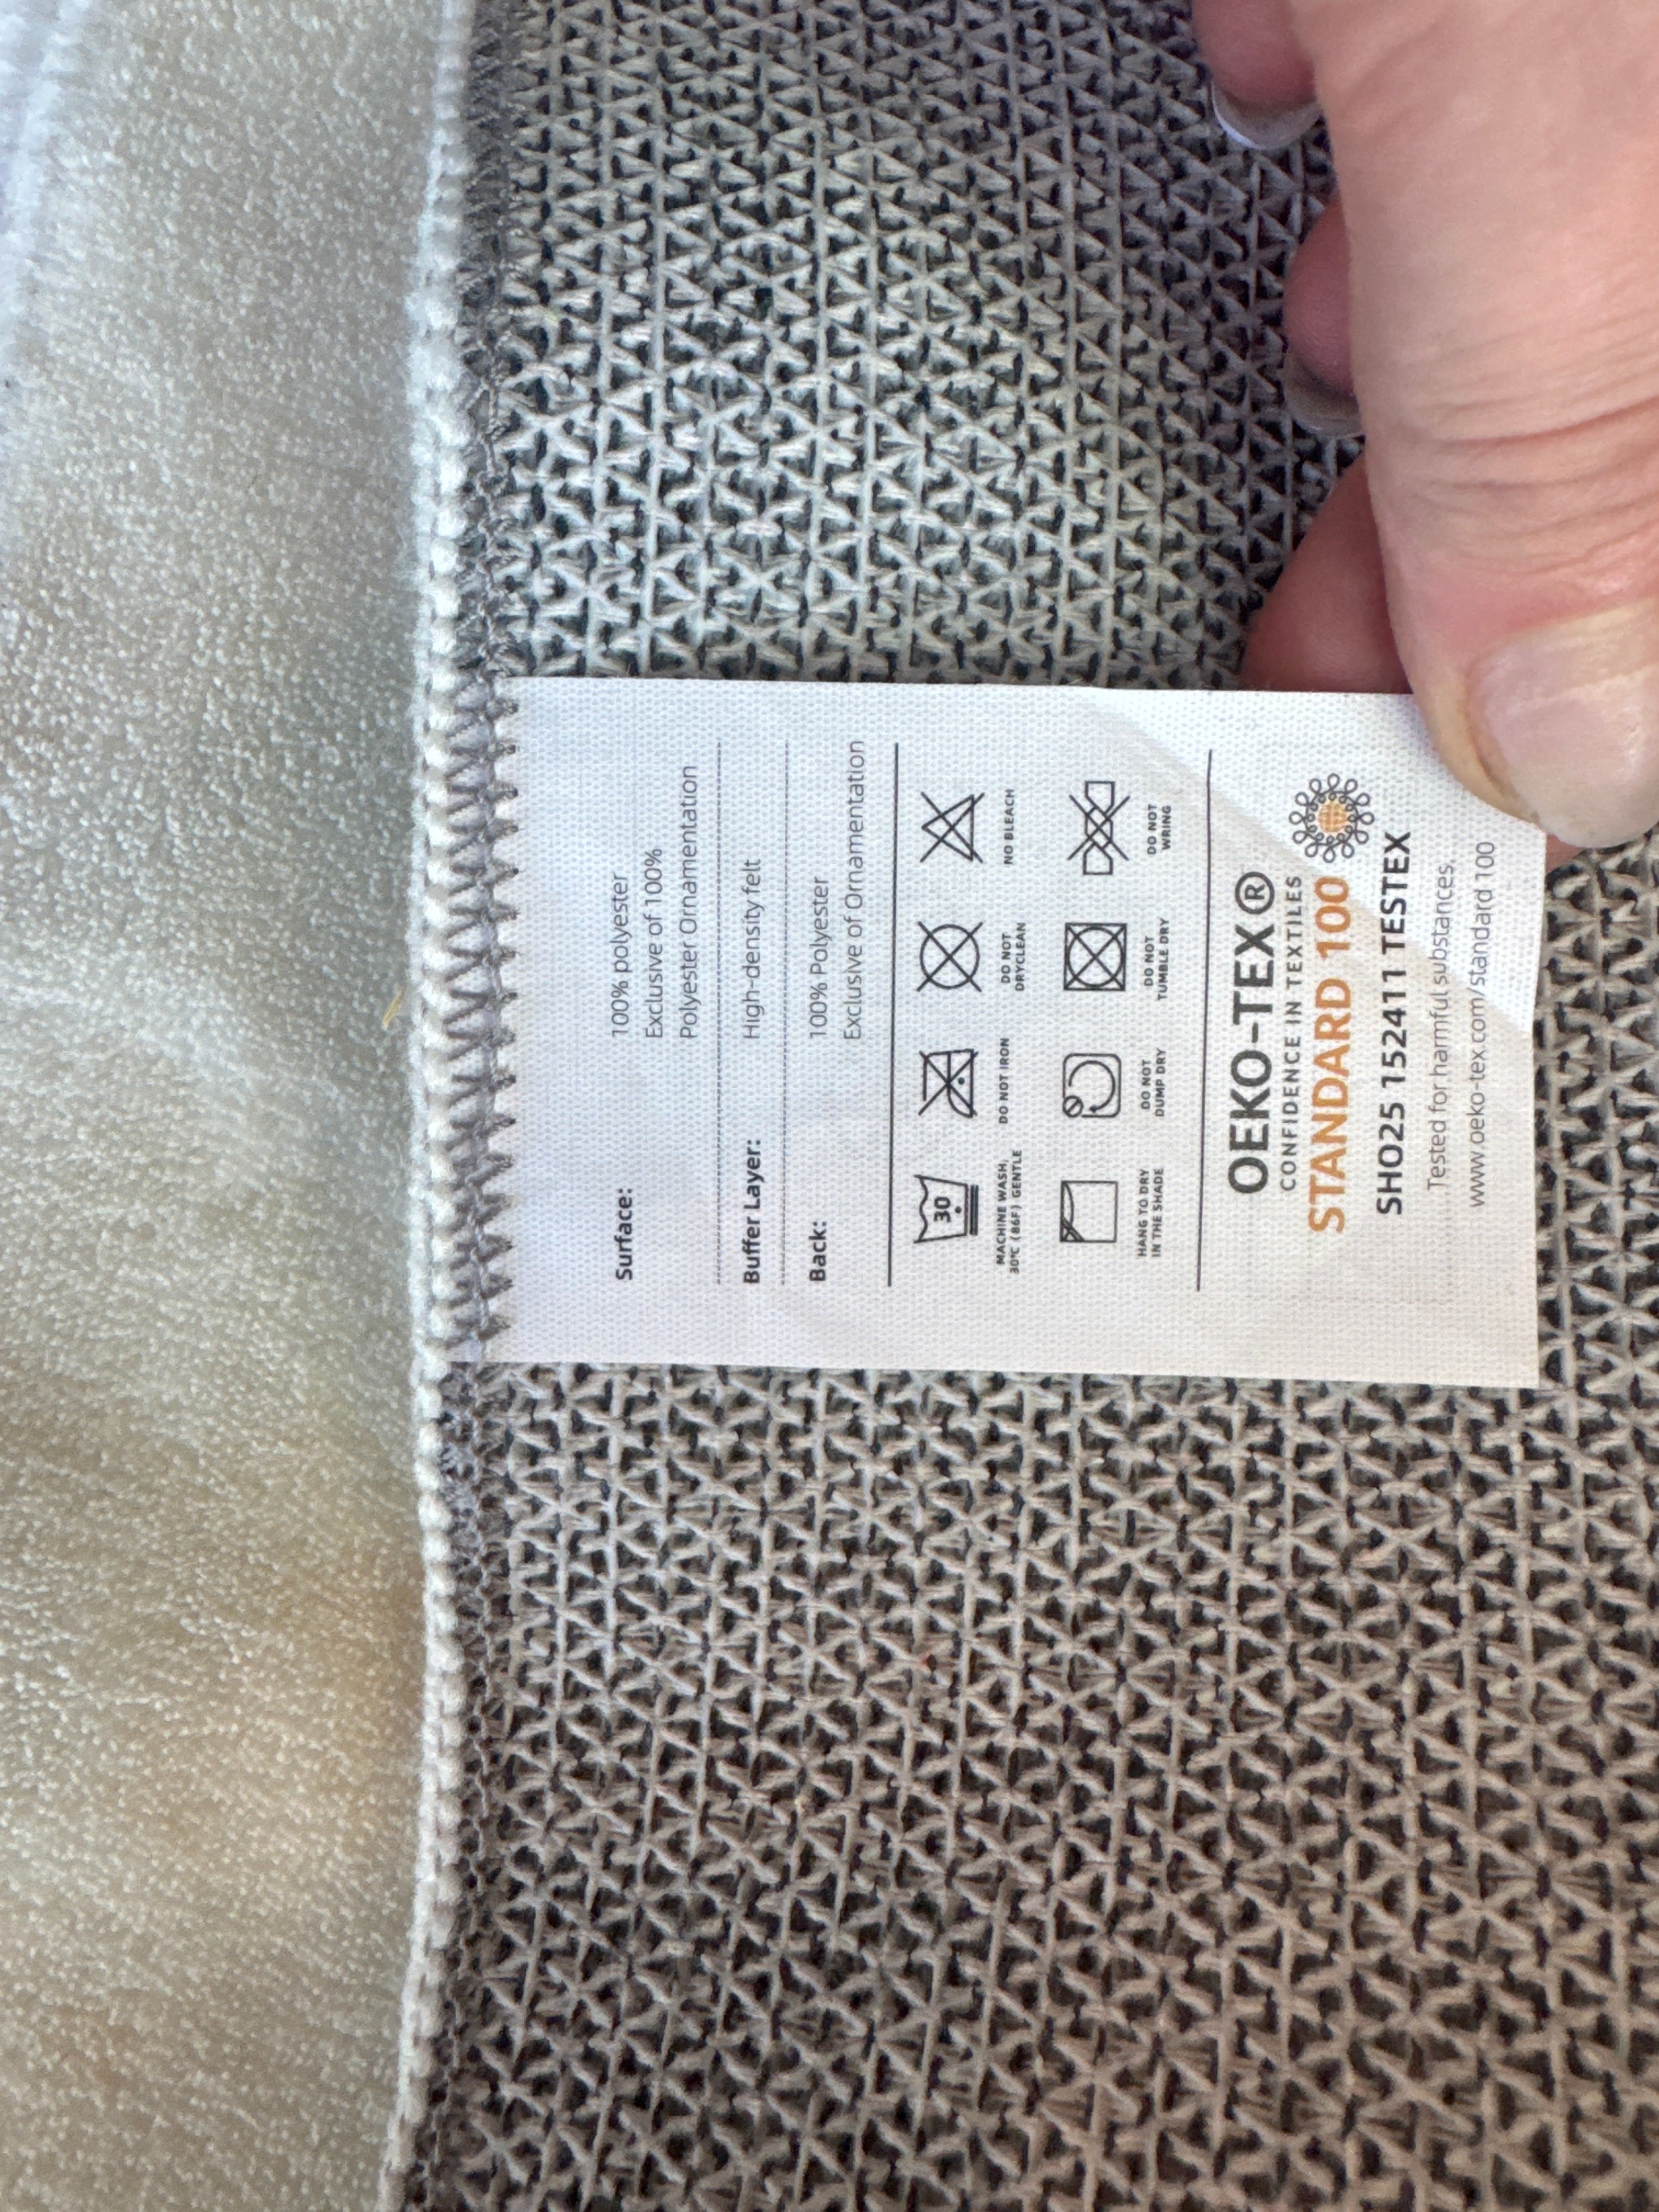 Surface: 100% polyester
Exclusive of 100%
Polyester Ornamentation
Buffer Layer: High-density felt
Back: 100% Polyester
Exclusive of Ornamentation
30
MACHINE WASH,
30℃ (86F) GENTLE
DO NOT IRON
DO NOT
DRYCLEAN
NO BLEACH
HANG TO DRY
IN THE SHADE
DO NOT
DUMP DRY
DO NOT
TUMBLE DRY
DO NOT
WRING
OEKO-TEX®
CONFIDENCE IN TEXTILES
STANDARD 100
SHO25 152411 TESTEX
Tested for harmful substances.
www.oeko-tex.com/standard 100